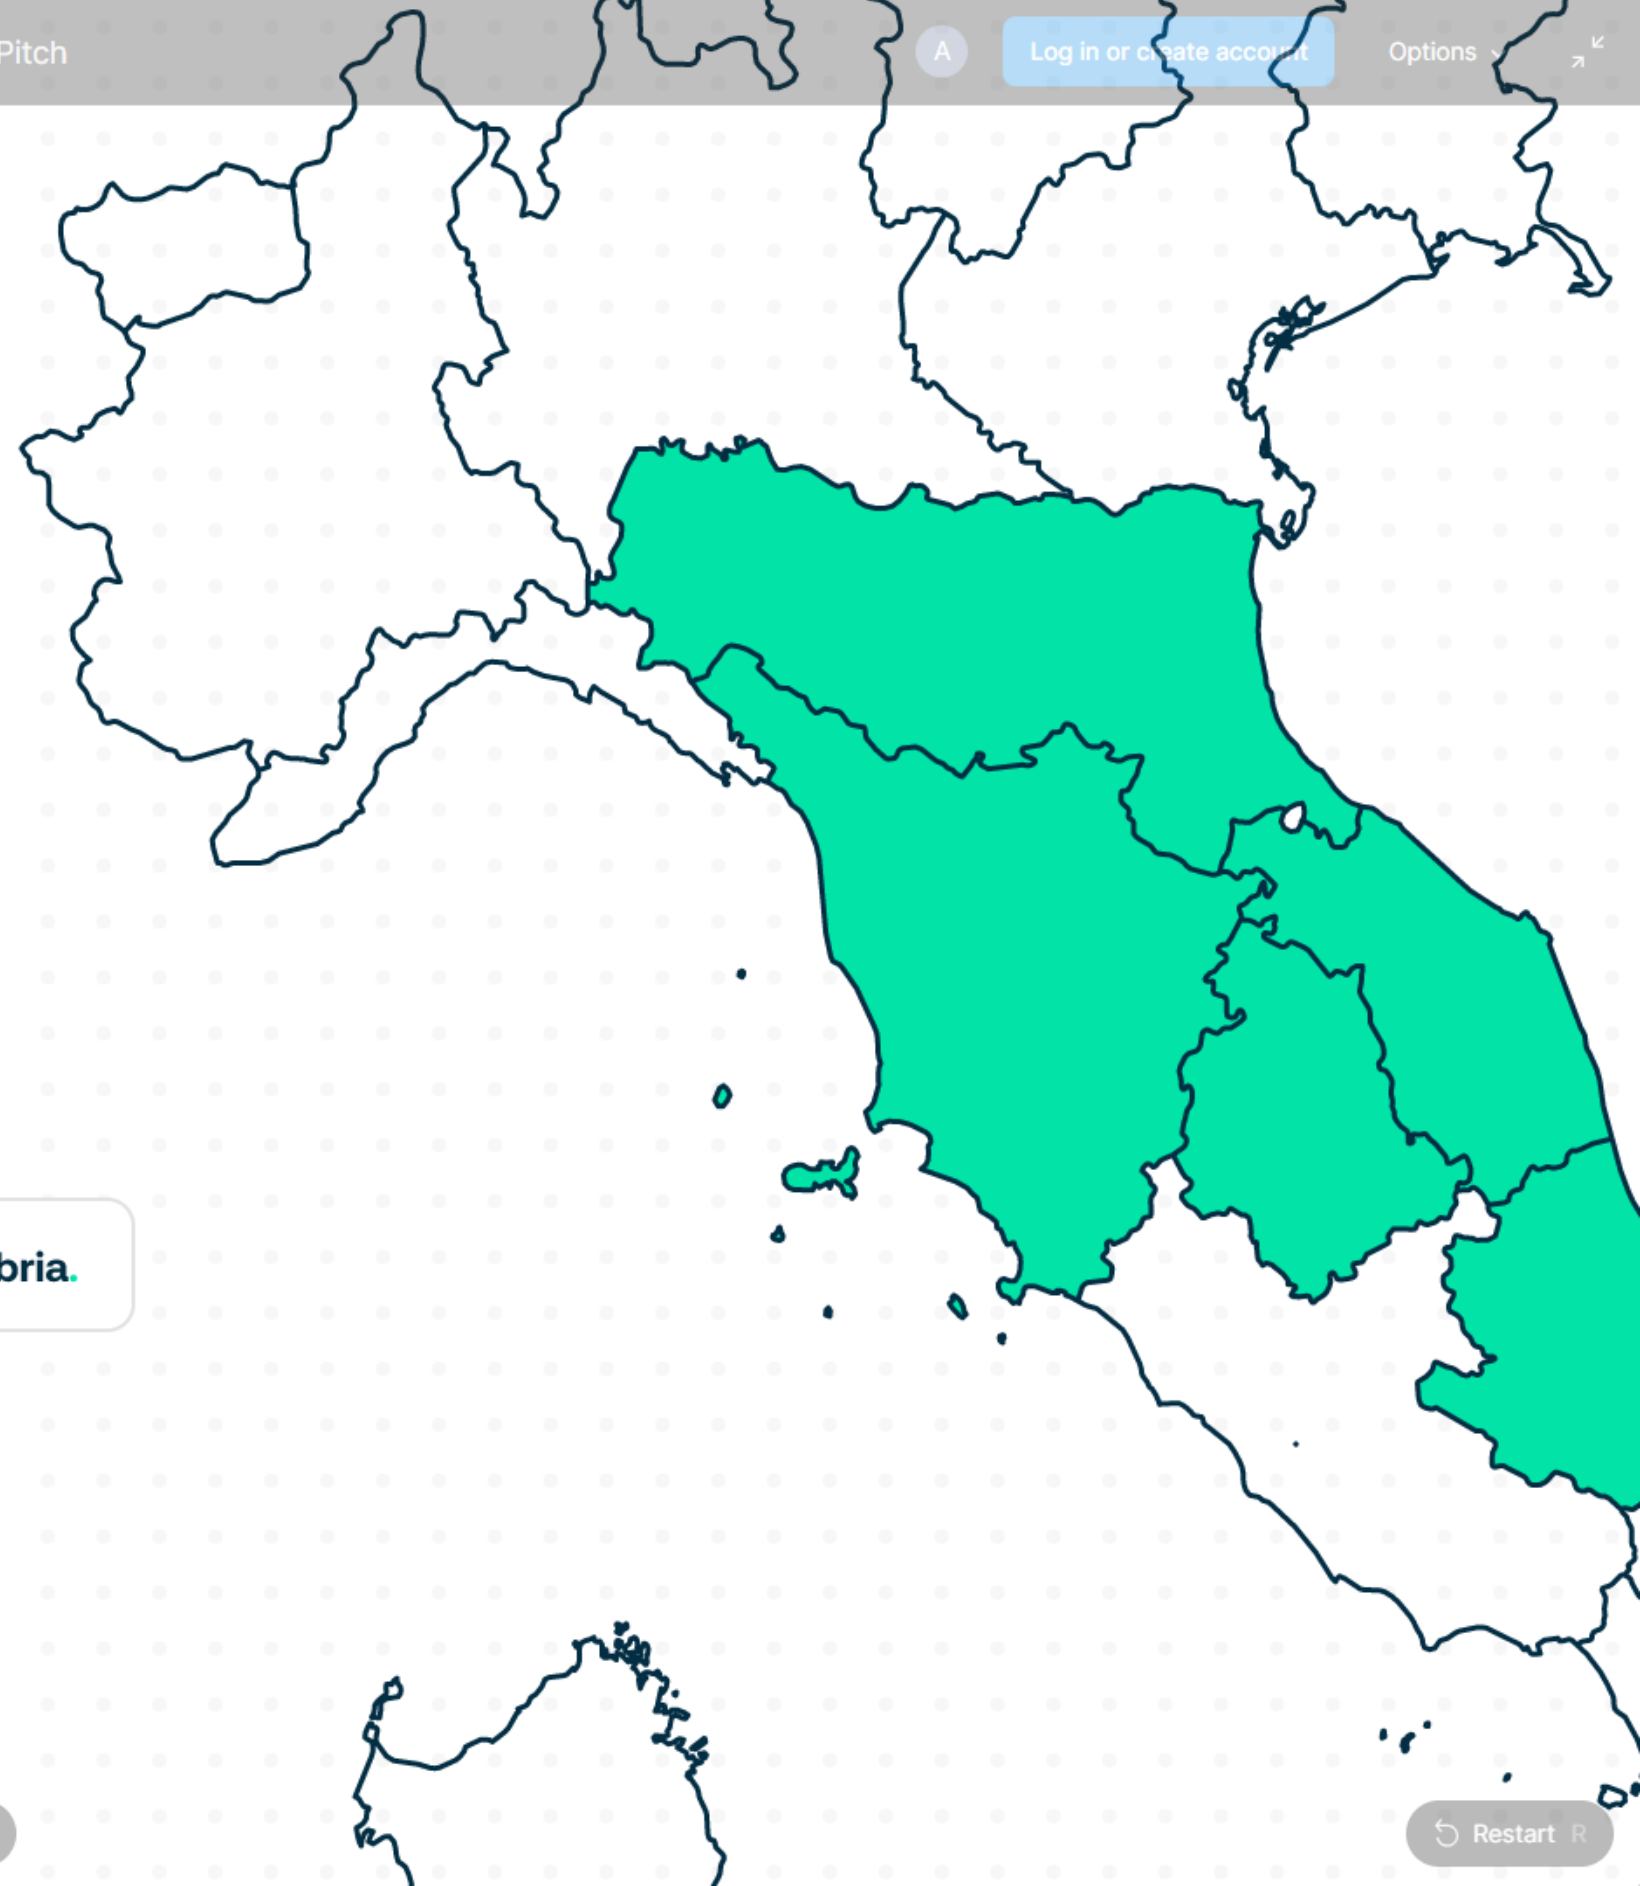 Pitch
A
Log in or create account
Options
bria.
Restart R